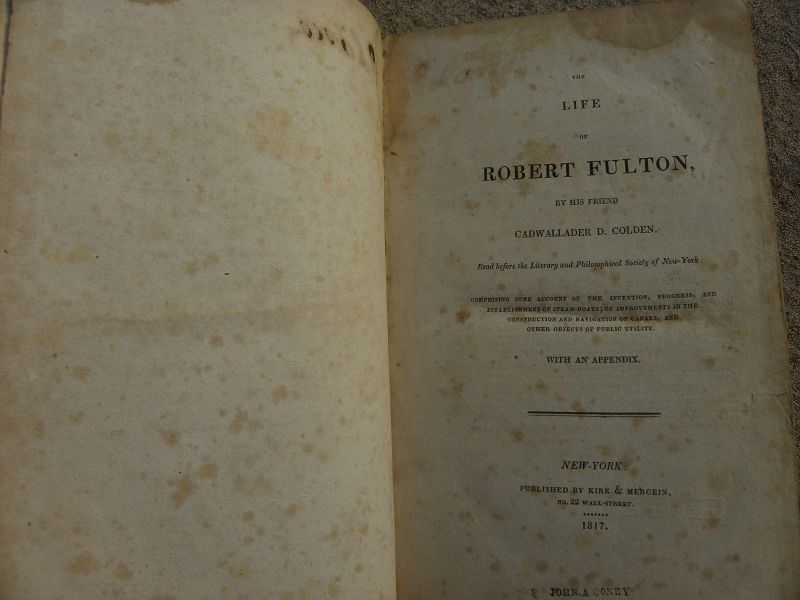 THE
LIFE
OF
ROBERT FULTON,
BY HIS FRIEND
CADWALLADER D. COLDEN.
Read before the Literary and Philosophical Society of New-York:
COMPRISING SOME ACCOUNT OF THE INVENTION, PROGRESS, AND
ESTABLISHMENT OF STEAM-BOATS; OF IMPROVEMENTS IN THE
CONSTRUCTION AND NAVIGATION OF CANALS, AND
OTHER OBJECTS OF PUBLIC UTILITY.
WITH AN APPENDIX.
NEW-YORK:
PUBLISHED BY KIRK & MERCEIN,
NO. 22 WALL-STREET.
1817.
JOHN A CONRY